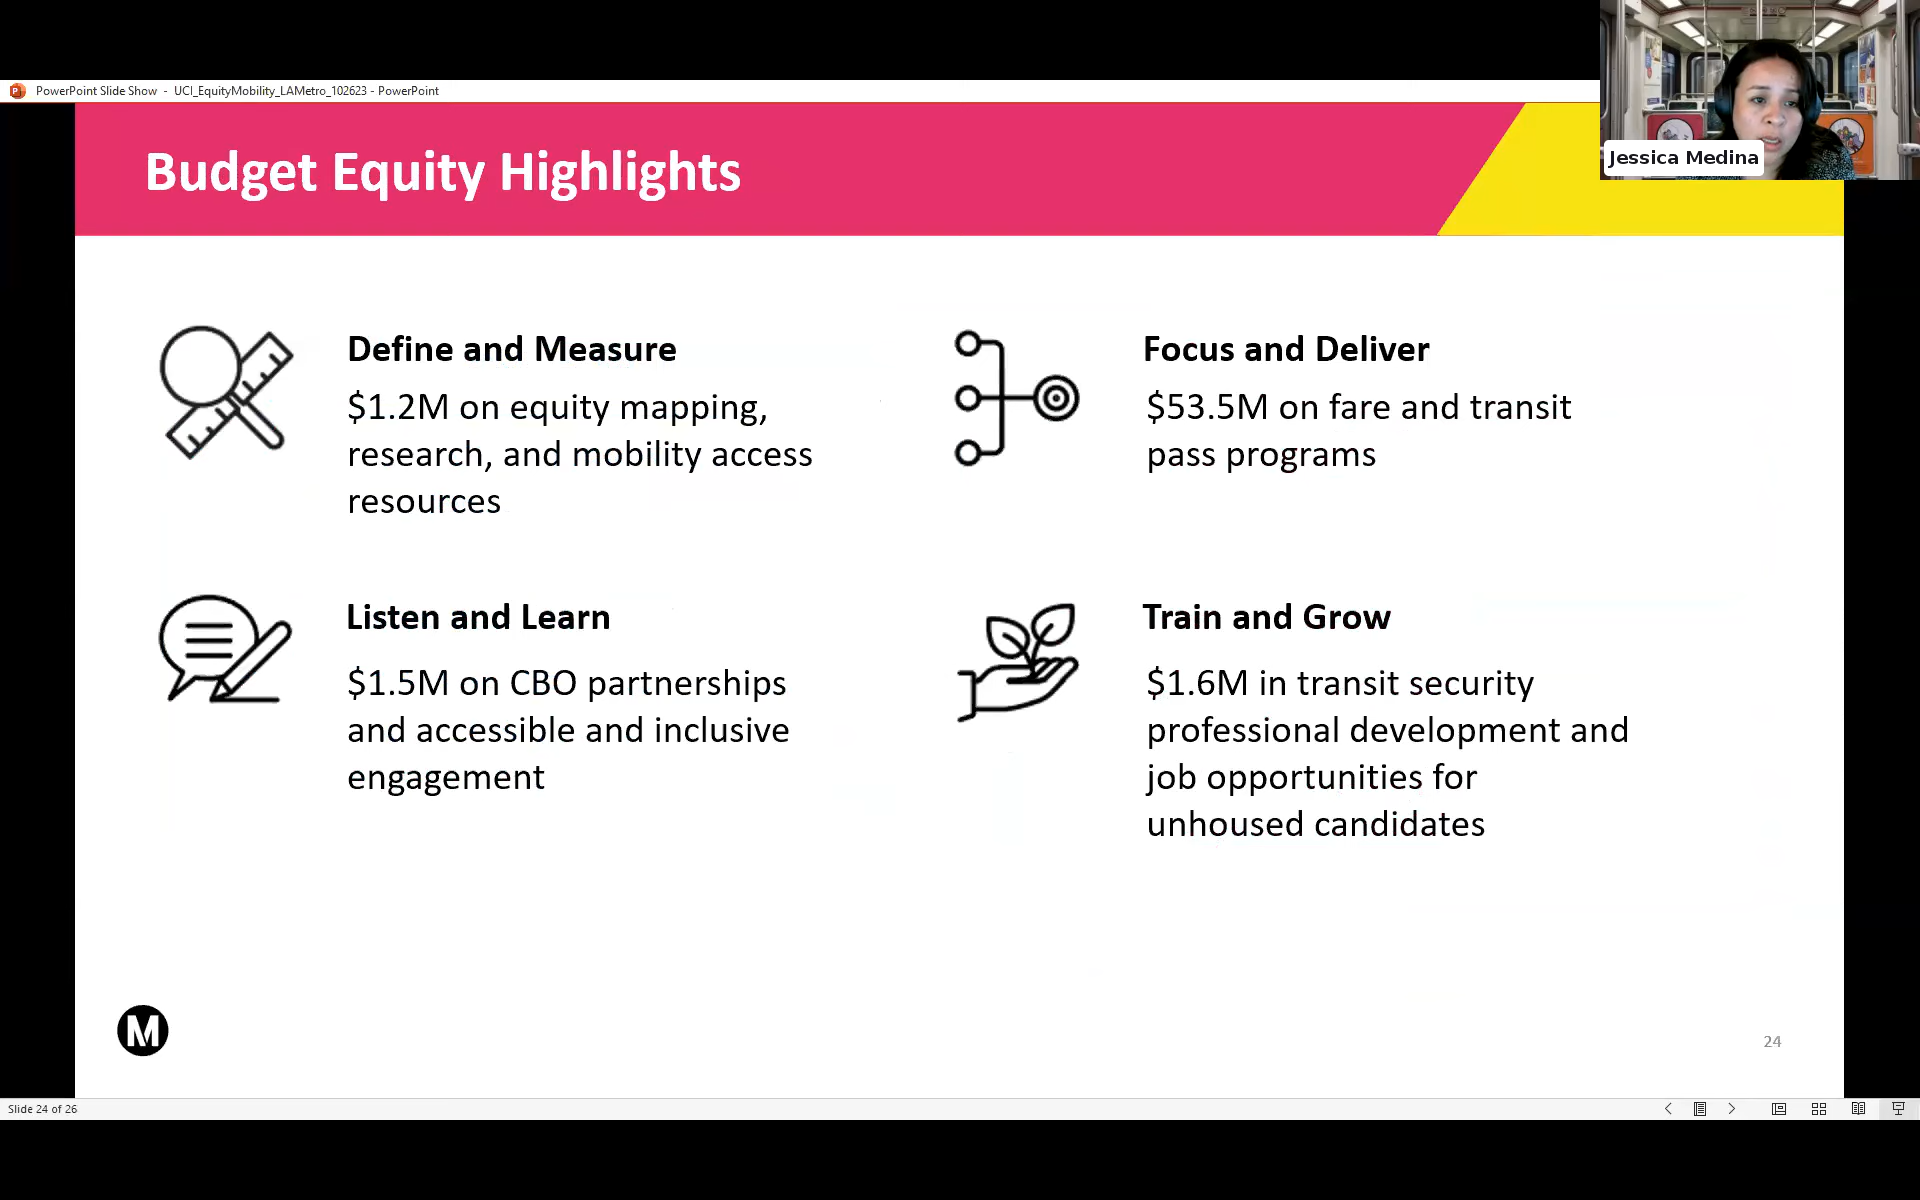 PowerPoint Slide Show - UCI_EquityMobility_LAMetro_102623 - PowerPoint
Jessica Medina
Budget Equity Highlights
Define and Measure
$1.2M on equity mapping,
research, and mobility access
resources
Focus and Deliver
$53.5M on fare and transit
pass programs
Listen and Learn
$1.5M on CBO partnerships
and accessible and inclusive
engagement
Train and Grow
$1.6M in transit security
professional development and
job opportunities for
unhoused candidates
M
24
Slide 24 of 26